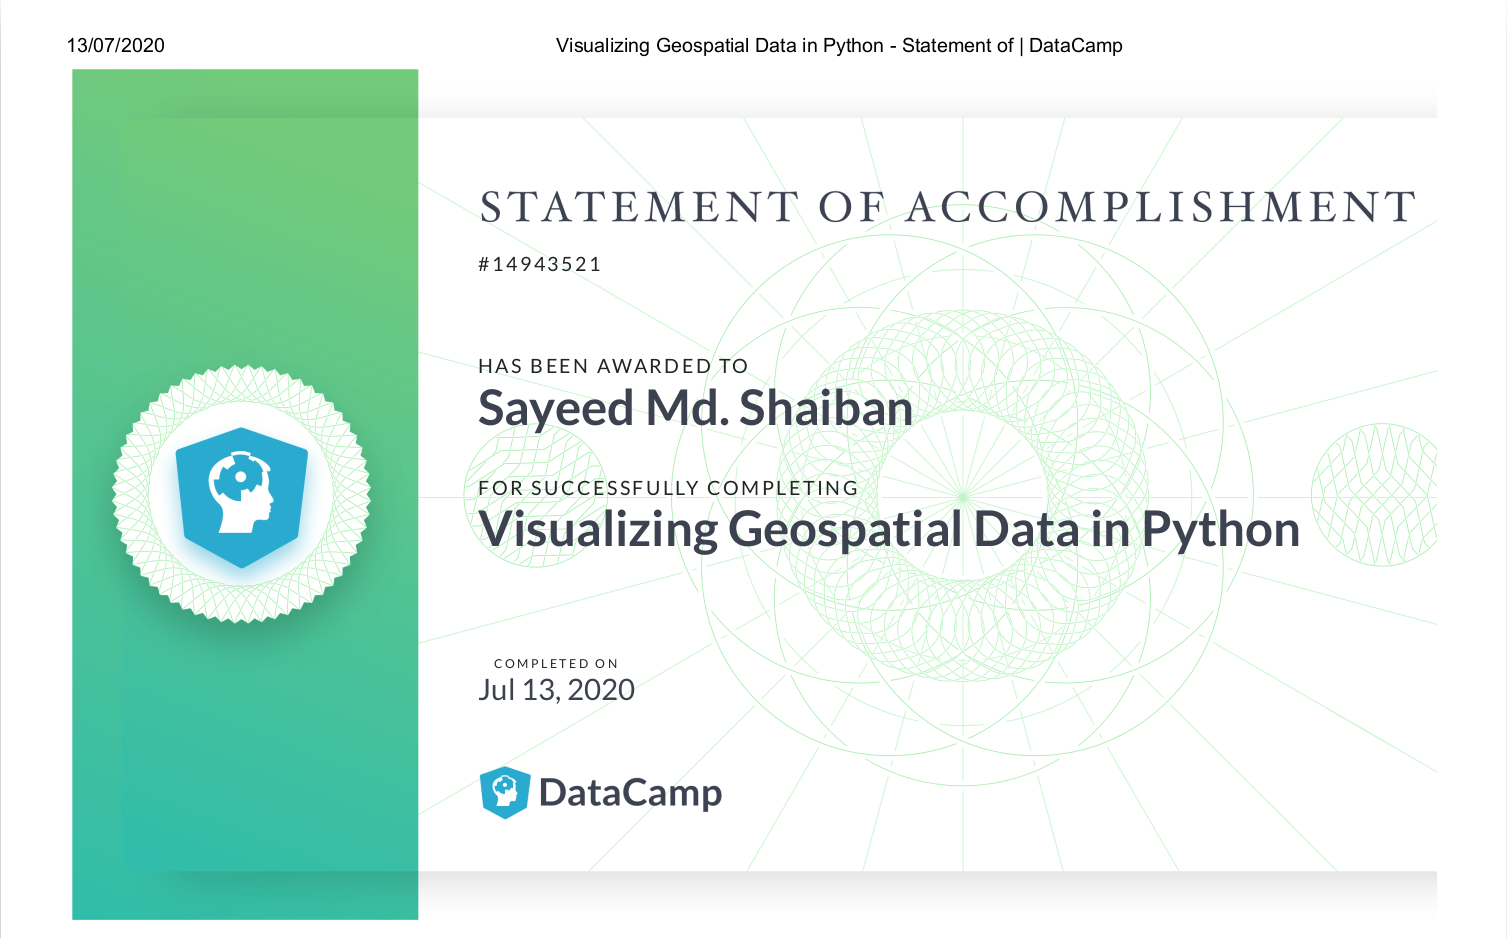 13/07/2020
Visualizing Geospatial Data in Python - Statement of | DataCamp
STATEMENT OF ACCOMPLISHMENT
#14943521
HAS BEEN AWARDED TO
Sayeed Md. Shaiban
FOR SUCCESSFULLY COMPLETING
Visualizing Geospatial Data in Python
COMPLETED ON
Jul 13, 2020
DataCamp